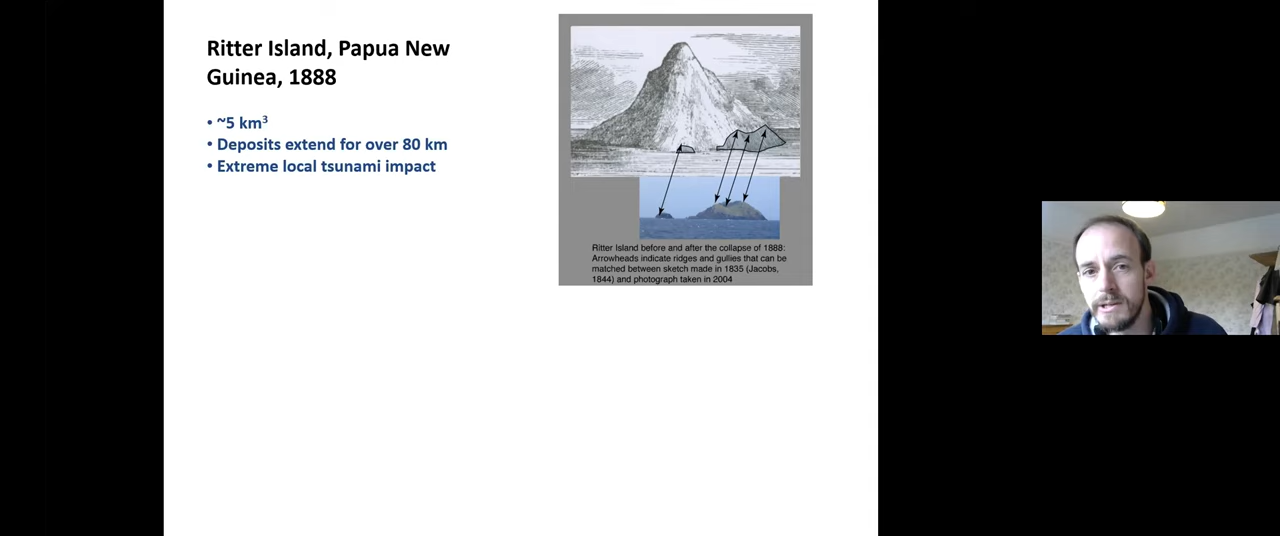 Ritter Island, Papua New
Guinea, 1888
• ~5 km³
• Deposits extend for over 80 km
• Extreme local tsunami impact
Ritter Island before and after the collapse of 1888:
Arrowheads indicate ridges and gullies that can be
matched between sketch made in 1835 (Jacobs,
1844) and photograph taken in 2004